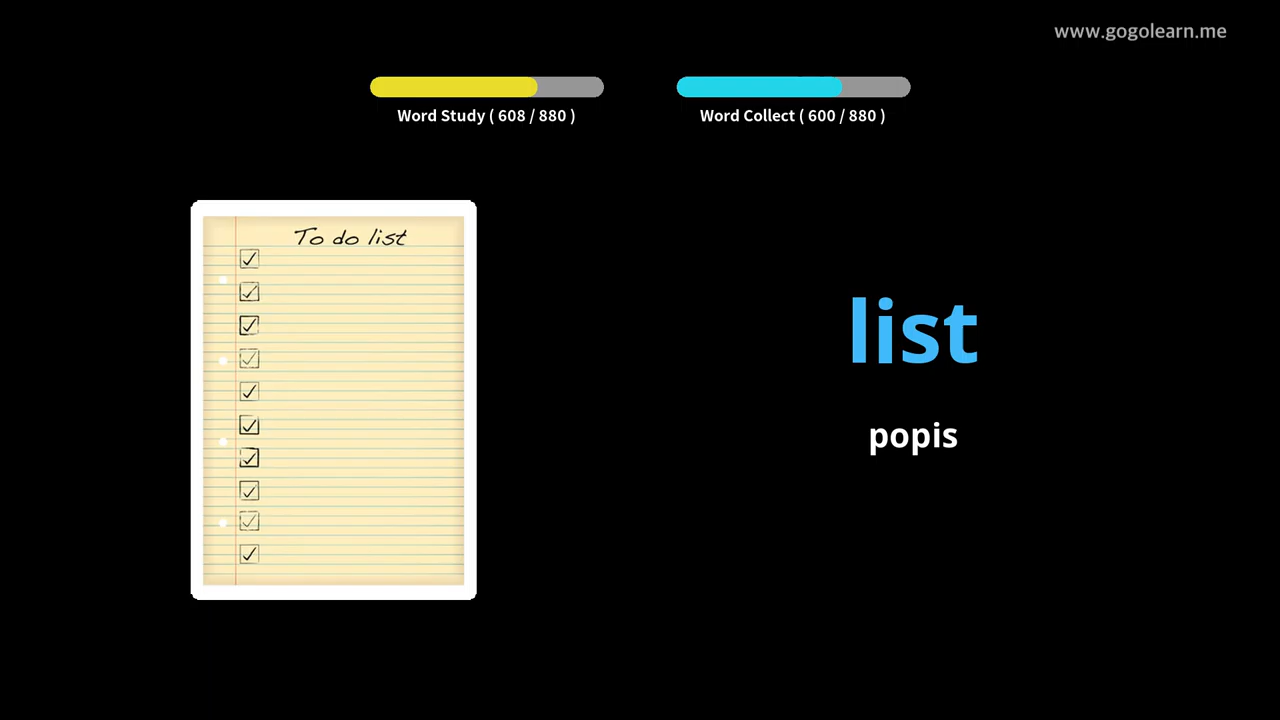 www.gogolearn.me
Word Study ( 608 / 880 )
Word Collect ( 600 / 880 )
To do list
list
popis